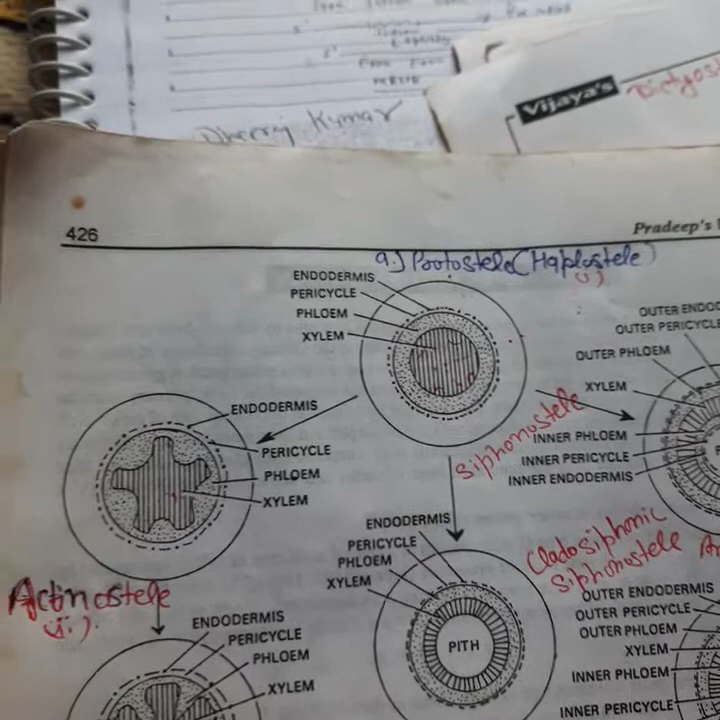 Dheeraj Kumar
Vijaya's
426
Pradeep's
a.) Protostele (Haplostele)
(i)
ENDODERMIS
PERICYCLE
PHLOEM
XYLEM
OUTER ENDO
OUTER PERICYCLE
OUTER PHLOEM
XYLEM
INNER PHLOEM
INNER PERICYCLE
INNER ENDODERMIS
Siphonostele
ENDODERMIS
PERICYCLE
PHLOEM
XYLEM
Actinostele
(ii).
ENDODERMIS
PERICYCLE
PHLOEM
XYLEM
PITH
Cladosiphonic
Siphonostele
OUTER ENDODERMIS
OUTER PERICYCLE
OUTER PHLOEM
XYLEM
INNER PHLOEM
INNER PERICYCLE
ENDODERMIS
PERICYCLE
PHLOEM
XYLEM